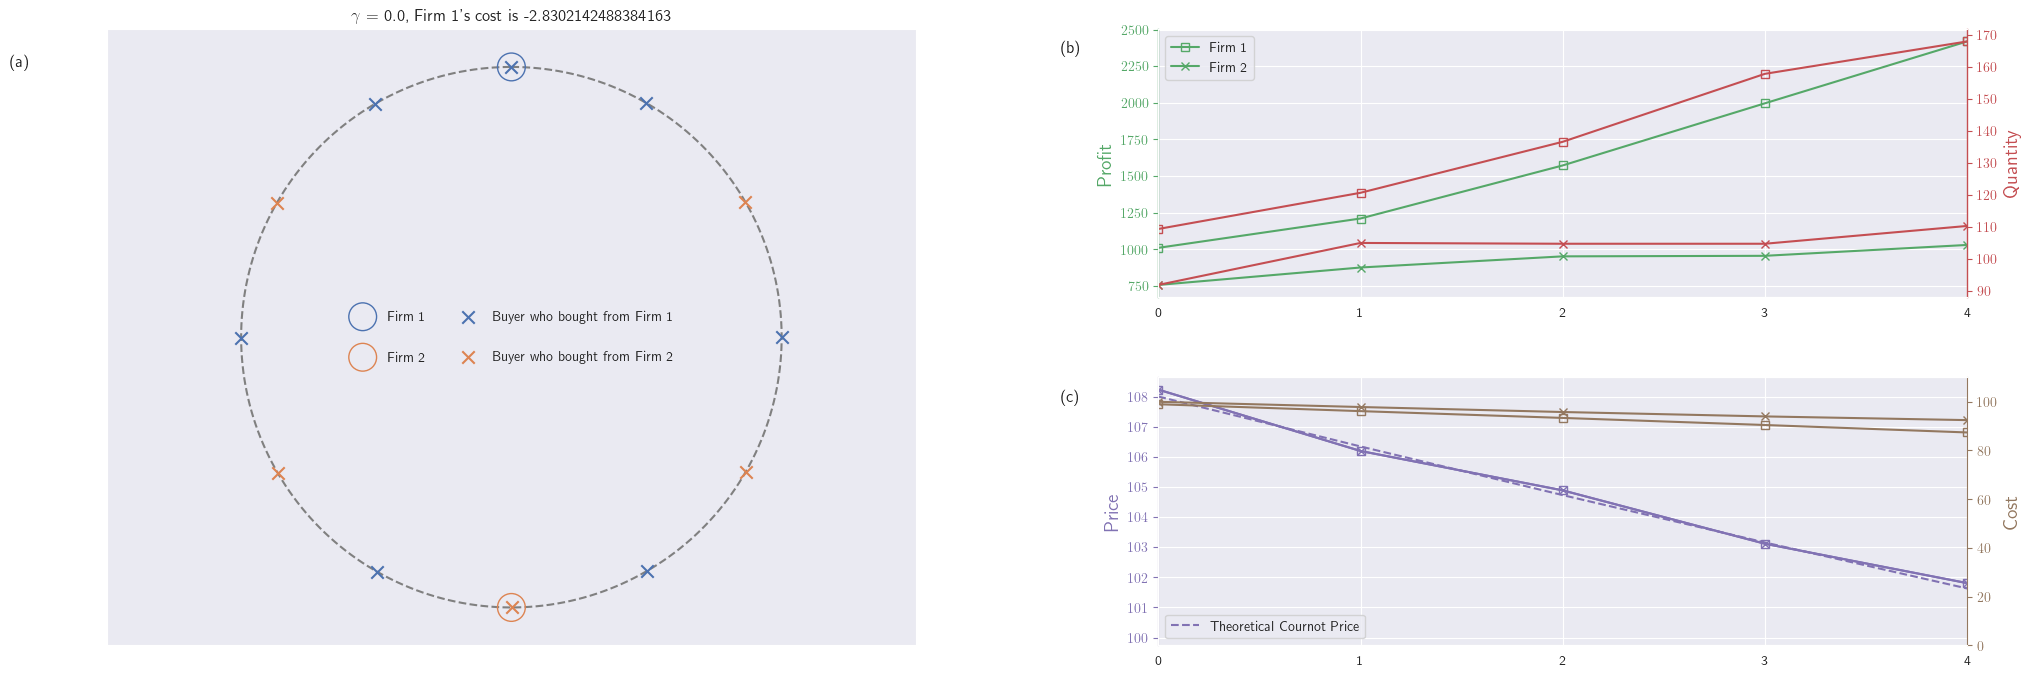 γ = 0.0, Firm 1's cost is -2.8302142488384163
(a)
Firm 1
Buyer who bought from Firm 1
Firm 2
Buyer who bought from Firm 2
(b)
Firm 1
Firm 2
Profit
2500
2250
2000
1750
1500
1250
1000
750
170
160
150
140
130
120
110
100
90
Quantity
0 1 2 3 4
(c)
Price
108
107
106
105
104
103
102
101
100
Theoretical Cournot Price
100
80
60
40
20
0
Cost
0 1 2 3 4